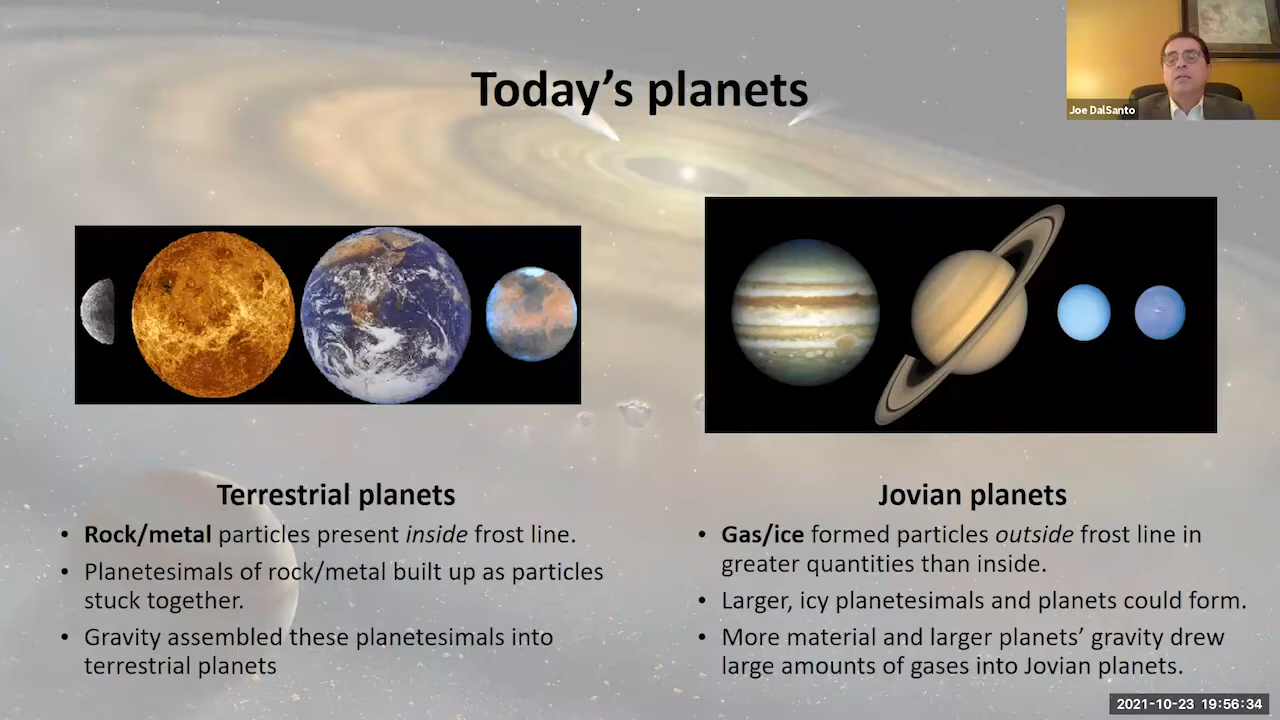 Today's planets
Joe DalSanto
Terrestrial planets
• Rock/metal particles present inside frost line.
• Planetesimals of rock/metal built up as particles
stuck together.
• Gravity assembled these planetesimals into
terrestrial planets
Jovian planets
• Gas/ice formed particles outside frost line in
greater quantities than inside.
• Larger, icy planetesimals and planets could form.
• More material and larger planets' gravity drew
large amounts of gases into Jovian planets.
2021-10-23 19:56:34